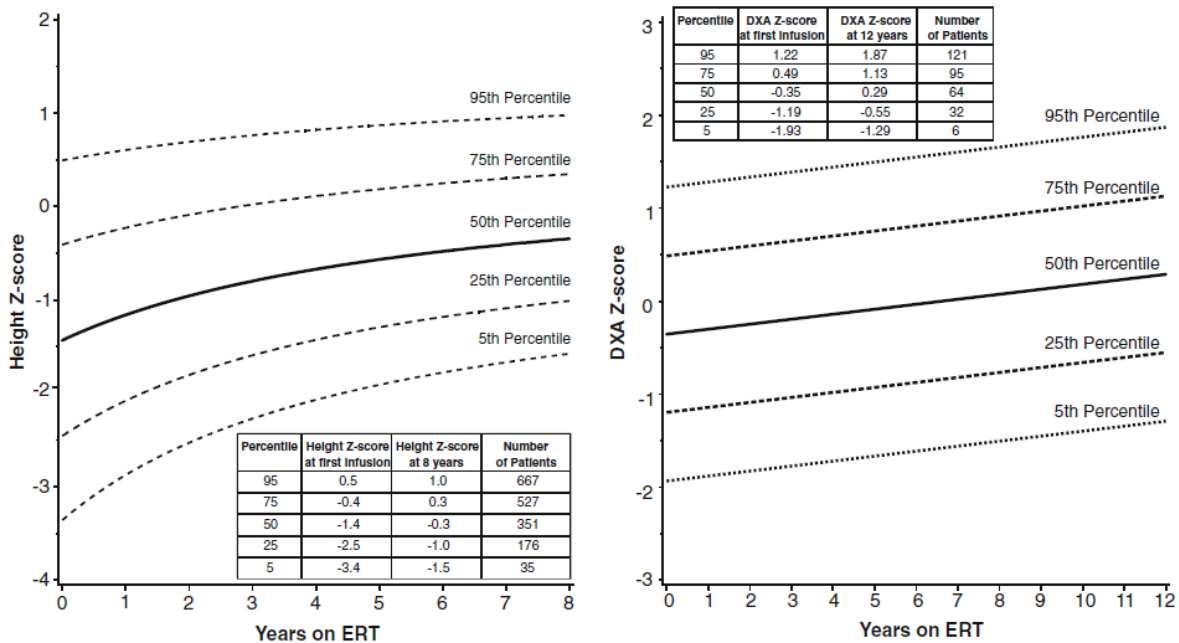 2
1
0
-1
-2
-3
-4
Height Z-score
95th Percentile
75th Percentile
50th Percentile
25th Percentile
5th Percentile
Percentile Height Z-score at first infusion Height Z-score at 8 years Number of Patients
95 0.5 1.0 667
75 -0.4 0.3 527
50 -1.4 -0.3 351
25 -2.5 -1.0 176
5 -3.4 -1.5 35
0 1 2 3 4 5 6 7 8
Years on ERT
3
2
1
0
-1
-2
-3
DXA Z-score
Percentile DXA Z-score at first infusion DXA Z-score at 12 years Number of Patients
95 1.22 1.87 121
75 0.49 1.13 95
50 -0.35 0.29 64
25 -1.19 -0.55 32
5 -1.93 -1.29 6
95th Percentile
75th Percentile
50th Percentile
25th Percentile
5th Percentile
0 1 2 3 4 5 6 7 8 9 10 11 12
Years on ERT